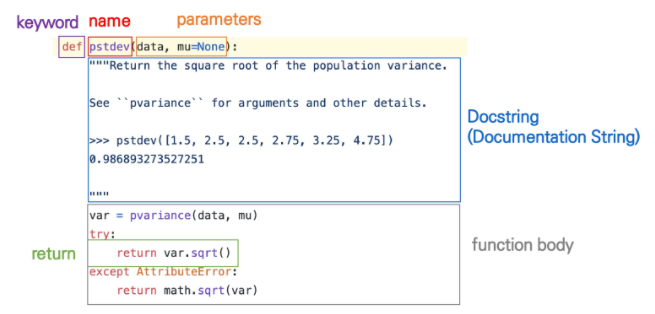 keyword name parameters
def pstdev(data, mu=None):
"""Return the square root of the population variance.
See ``pvariance`` for arguments and other details.
>>> pstdev([1.5, 2.5, 2.5, 2.75, 3.25, 4.75])
0.986893273527251
"""
Docstring
(Documentation String)
var = pvariance(data, mu)
try:
return var.sqrt()
except AttributeError:
return math.sqrt(var)
return
function body